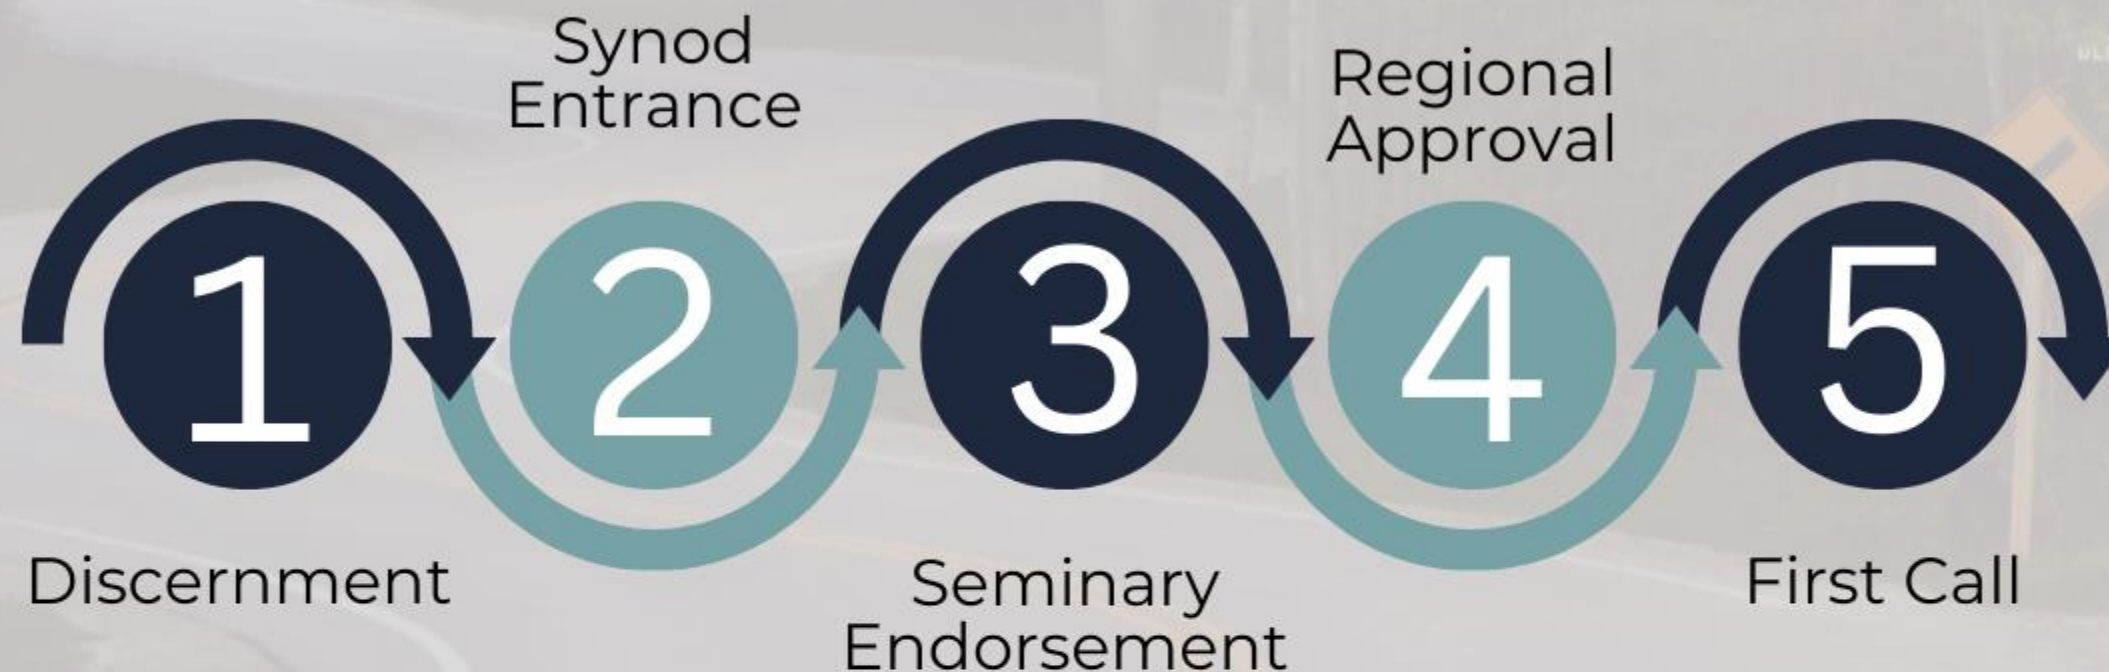 1
Discernment
Synod
Entrance
2
3
Seminary
Endorsement
Regional
Approval
4
5
First Call